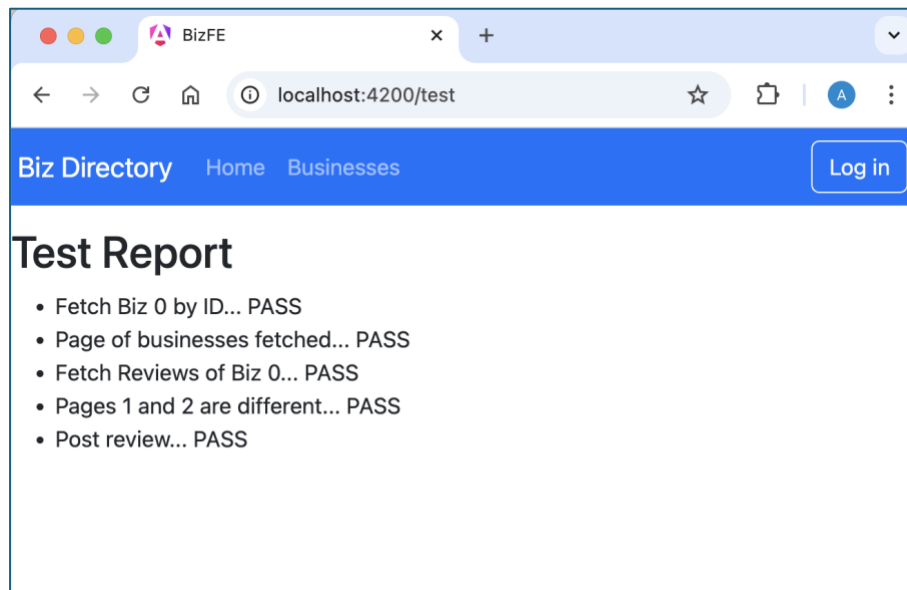 BizFE
localhost:4200/test
A
Biz Directory Home Businesses Log in
Test Report
• Fetch Biz 0 by ID... PASS
• Page of businesses fetched... PASS
• Fetch Reviews of Biz 0... PASS
• Pages 1 and 2 are different... PASS
• Post review... PASS